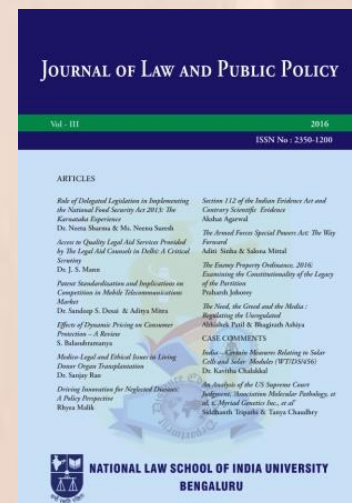 JOURNAL OF LAW AND PUBLIC POLICY
Vol - III
2016
ISSN No : 2350-1200
ARTICLES
Role of Delegated Legislation in Implementing
the National Food Security Act 2013: The
Karnataka Experience
Dr. Neeta Sharma & Ms. Neenu Suresh
Access to Quality Legal Aid Services Provided
by The Legal Aid Counsels in Delhi: A Critical
Scrutiny
Dr. J. S. Mann
Patent Standardisation and Implications on
Competition in Mobile Telecommunications
Market
Dr. Sandeep S. Desai & Aditya Mitra
Effects of Dynamic Pricing on Consumer
Protection – A Review
S. Balasubramanya
Medico-Legal and Ethical Issues in Living
Donor Organ Transplantation
Dr. Sanjay Rao
Driving Innovation for Neglected Diseases:
A Policy Perspective
Rhyea Malik
Section 112 of the Indian Evidence Act and
Contrary Scientific Evidence
Akshat Agarwal
The Armed Forces Special Powers Act: The Way
Forward
Aditi Sinha & Salona Mittal
The Enemy Property Ordinance, 2016:
Examining the Constitutionality of the Legacy
of the Partition
Praharsh Johorey
The Need, the Greed and the Media :
Regulating the Unregulated
Abhishek Patil & Bhagirath Ashiya
CASE COMMENTS
India – Certain Measures Relating to Solar
Cells and Solar Modules (WT/DS/456)
Dr. Kavitha Chalakkal
An Analysis of the US Supreme Court
Judgment, 'Association Molecular Pathology, et
al, v. Myriad Genetics Inc., et al'
Siddhanth Tripathi & Tanya Chaudhry
NATIONAL LAW SCHOOL OF INDIA UNIVERSITY
BENGALURU